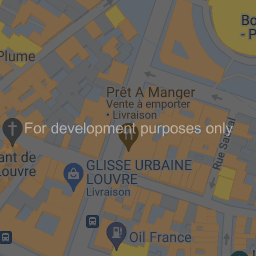 Bo
- P
Plume
Prêt A Manger
Vente à emporter
• Livraison
For development purposes only
ant de
Louvre
GLISSE URBAINE
LOUVRE
Livraison
Rue Sauval
Oil France